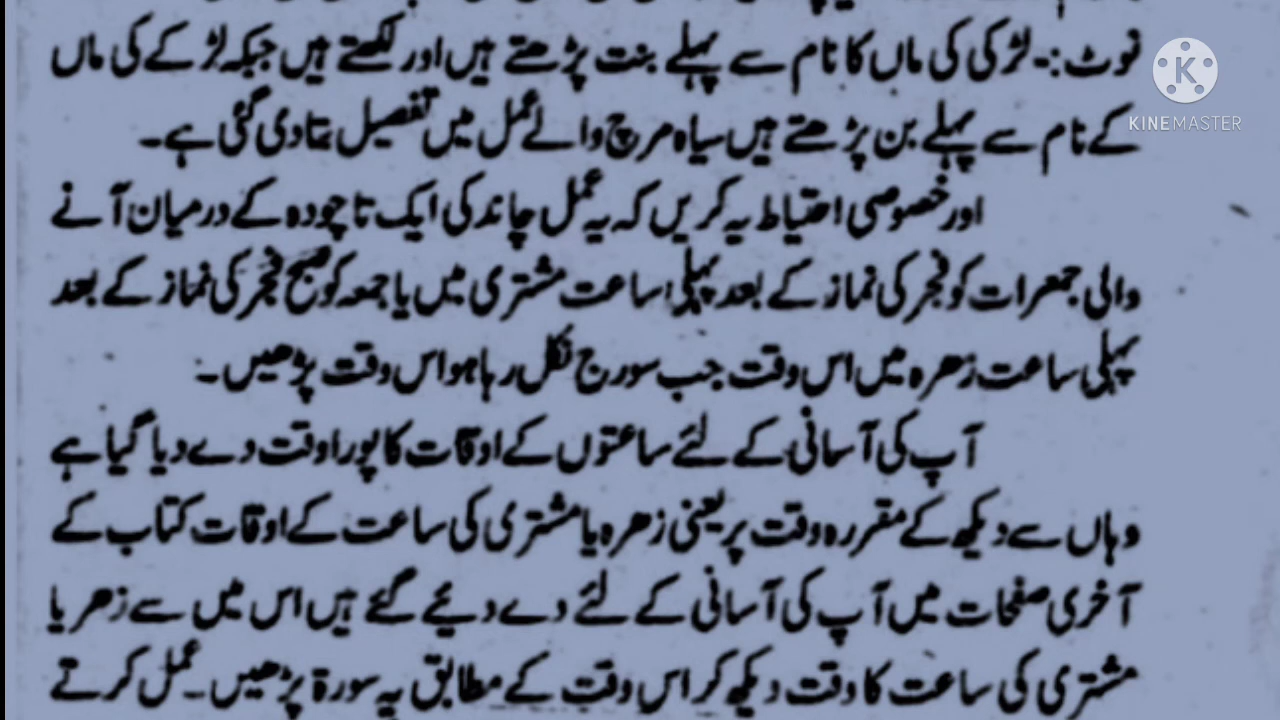 نوٹ:- لڑکی کی ماں کا نام سے پہلے بنت پڑھتے ہیں اور لکھتے ہیں جبکہ لڑکے کی ماں
کے نام سے پہلے بن پڑھتے ہیں سیاہ مرچ والے عمل میں تفصیل بتا دی گئی ہے۔
اور خصوصی احتیاط یہ کریں کہ یہ عمل چاند کی ایک تا چودہ کے درمیان آنے
والی جمعرات کو فجر کی نماز کے بعد پہلی ساعت مشتری میں یا جمعہ کو صبح فجر کی نماز کے بعد
پہلی ساعت زھرہ میں اس وقت جب سورج نکل رہا ہو اس وقت پڑھیں۔
آپ کی آسانی کے لئے ساعتوں کے اوقات کا پورا وقت دے دیا گیا ہے
وہاں سے دیکھ کے مقررہ وقت پر یعنی زھرہ یا مشتری کی ساعت کے اوقات کتاب کے
آخری صفحات میں آپ کی آسانی کے لئے دے دیئے گئے ہیں اس میں سے زھر یا
مشتری کی ساعت کا وقت دیکھ کر اس وقت کے مطابق یہ سورۃ پڑھیں۔ عمل کرتے
K
KINEMASTER